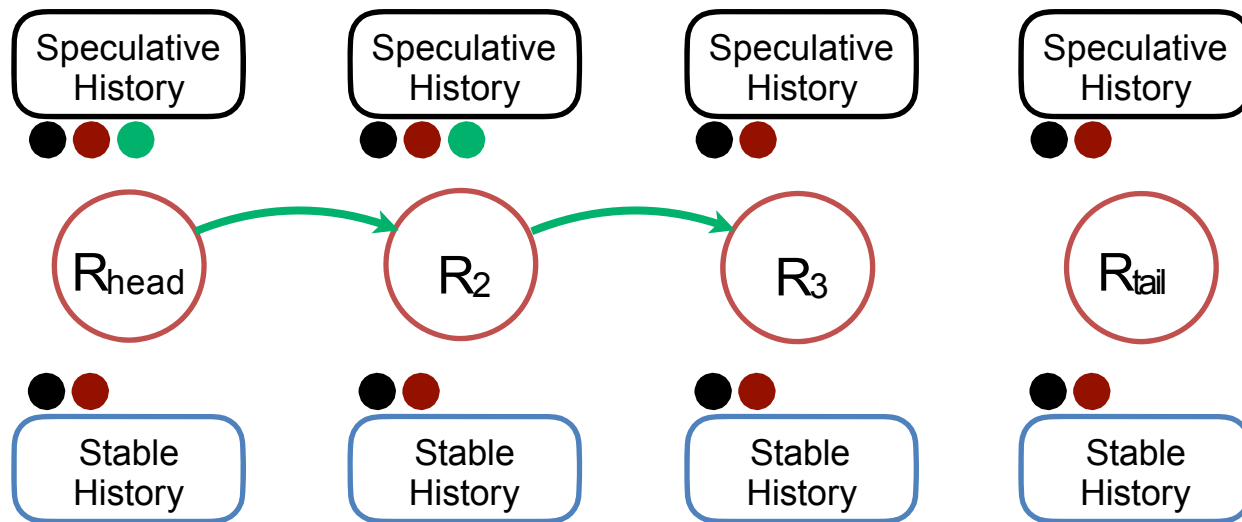 Speculative
History
Speculative
History
Speculative
History
Speculative
History
Rhead
R2
R3
Rtail
Stable
History
Stable
History
Stable
History
Stable
History